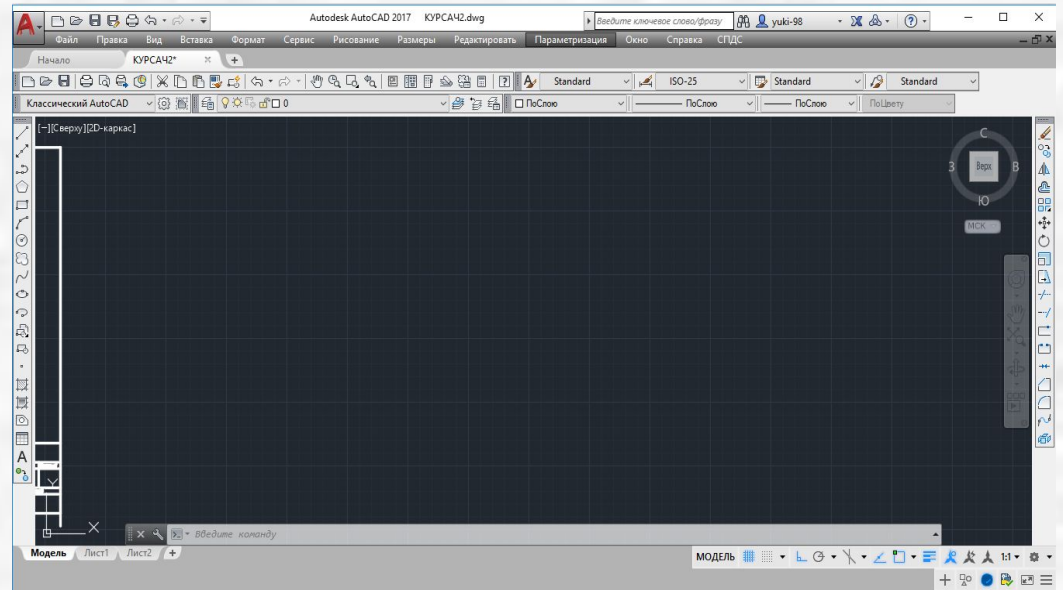 Autodesk AutoCAD 2017 КУРСАЧ2.dwg
Введите ключевое слово/фразу
yuki-98
Файл Правка Вид Вставка Формат Сервис Рисование Размеры Редактировать Параметризация Окно Справка СПДС
Начало КУРСАЧ2*
Standard ISO-25 Standard Standard
Классический AutoCAD 0 ПоСлою ПоСлою ПоСлою ПоЦвету
[−][Сверху][2D-каркас]
С
З Верх В
Ю
МСК
X
Введите команду
Модель Лист1 Лист2 +
МОДЕЛЬ 1:1